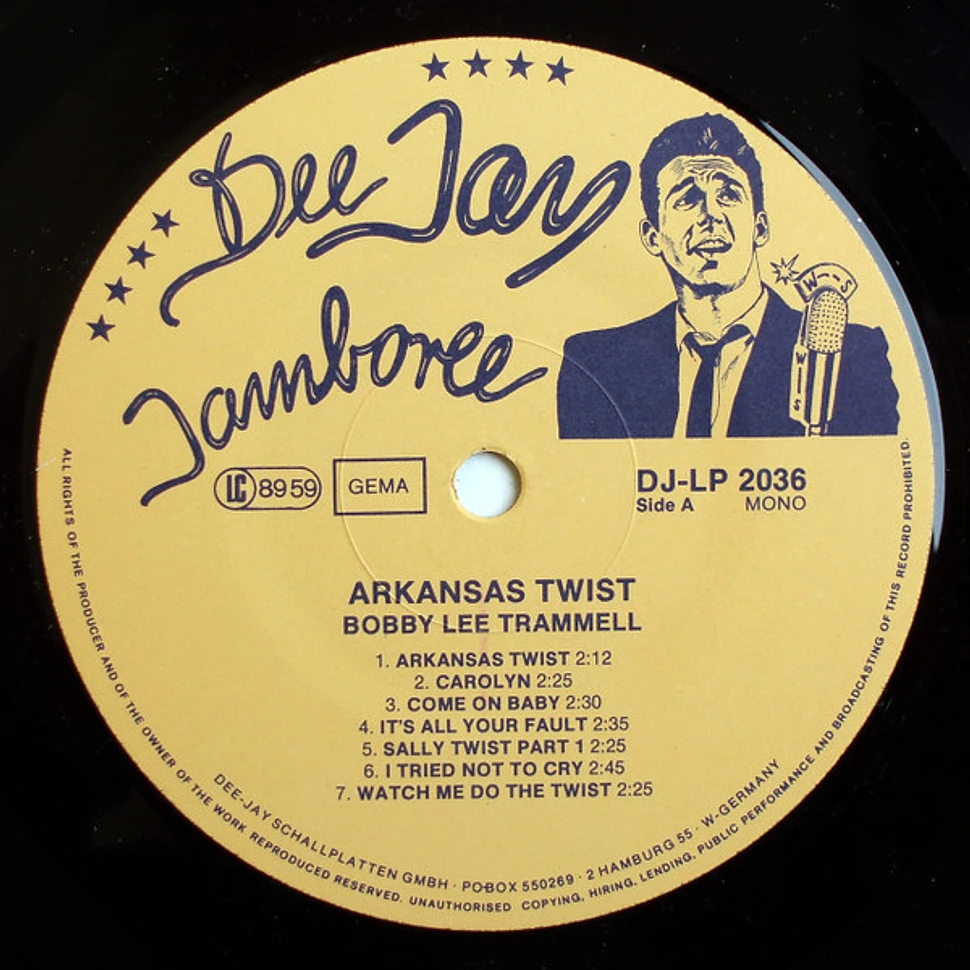 Dee Jay
Jamboree
W--S
W
I
S
LC 8959
GEMA
DJ-LP 2036
Side A MONO
ARKANSAS TWIST
BOBBY LEE TRAMMELL
1. ARKANSAS TWIST 2:12
2. CAROLYN 2:25
3. COME ON BABY 2:30
4. IT'S ALL YOUR FAULT 2:35
5. SALLY TWIST PART 1 2:25
6. I TRIED NOT TO CRY 2:45
7. WATCH ME DO THE TWIST 2:25
DEE-JAY SCHALLPLATTEN GMBH · PO-BOX 550269 · 2 HAMBURG 55 · W-GERMANY
ALL RIGHTS OF THE PRODUCER AND OF THE OWNER OF THE WORK REPRODUCED RESERVED. UNAUTHORISED COPYING, HIRING, LENDING, PUBLIC PERFORMANCE AND BROADCASTING OF THIS RECORD PROHIBITED.